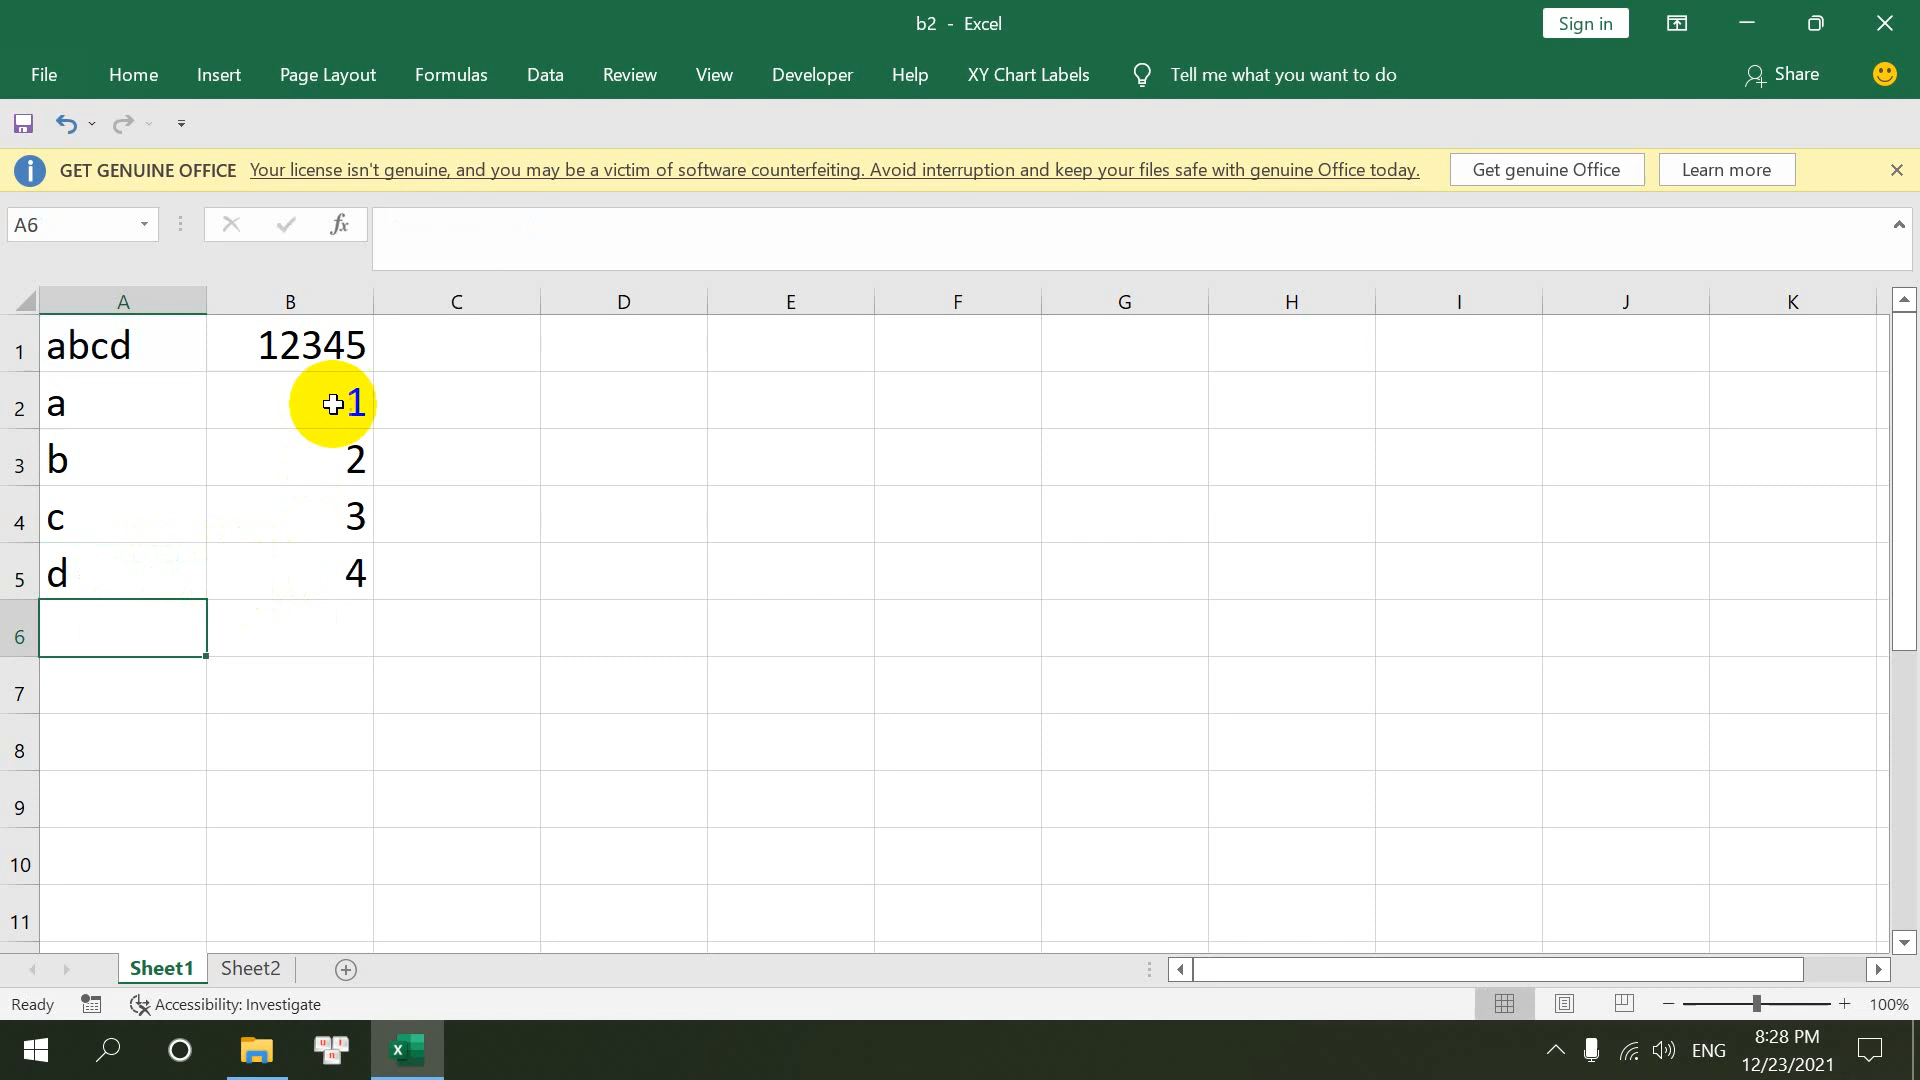 b2 - Excel
Sign in
File Home Insert Page Layout Formulas Data Review View Developer Help XY Chart Labels Tell me what you want to do Share
GET GENUINE OFFICE Your license isn't genuine, and you may be a victim of software counterfeiting. Avoid interruption and keep your files safe with genuine Office today. Get genuine Office Learn more
A6 fx
A B C D E F G H I J K
1 abcd 12345
2 a 1
3 b 2
4 c 3
5 d 4
6
7
8
9
10
11
Sheet1 Sheet2
Ready Accessibility: Investigate 100%
u i n X ENG 8:28 PM
12/23/2021